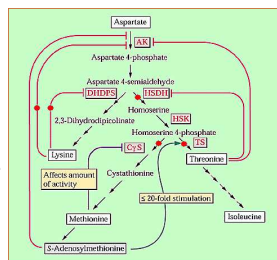 Aspartate
AK
Aspartate 4-phosphate
Aspartate 4-semialdehyde
DHDPS HSDH
Homoserine
2,3-Dihydrodipicolinate
HSK
Homoserine 4-phosphate
Lysine CγS TS
Threonine
Affects amount
of activity
Cystathionine
≤ 20-fold stimulation
Methionine
Isoleucine
S-Adenosylmethionine